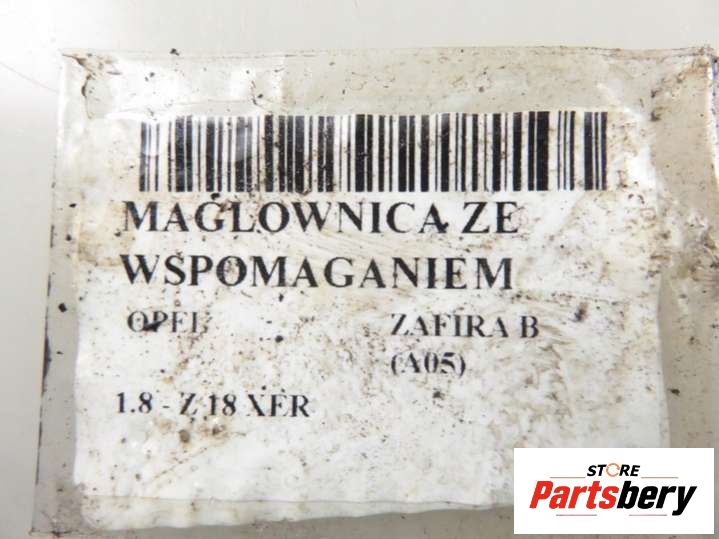 MAGLOWNICA ZE
WSPOMAGANIEM
OPEL ZAFIRA B
(A05)
1.8 - Z 18 XER
STORE
Partsbery